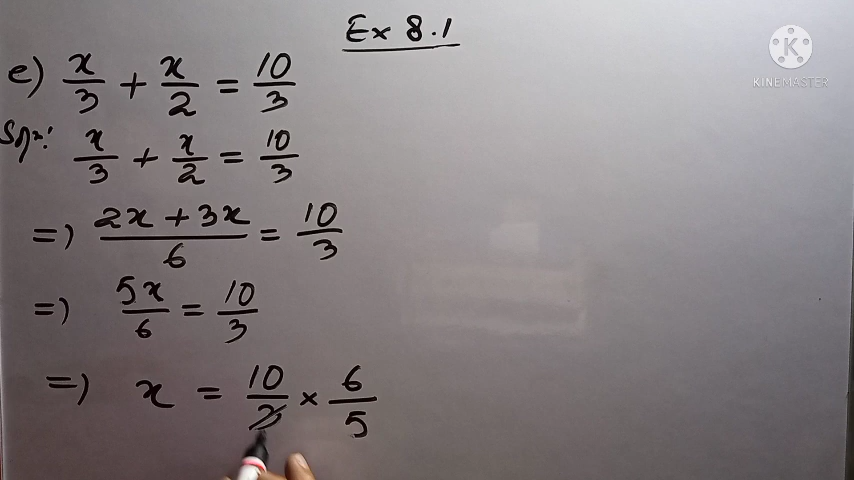 Ex 8.1
e) x/3 + x/2 = 10/3
Solⁿ: x/3 + x/2 = 10/3
=) (2x + 3x)/6 = 10/3
=) 5x/6 = 10/3
=) x = 10/3 × 6/5
K
KINEMASTER